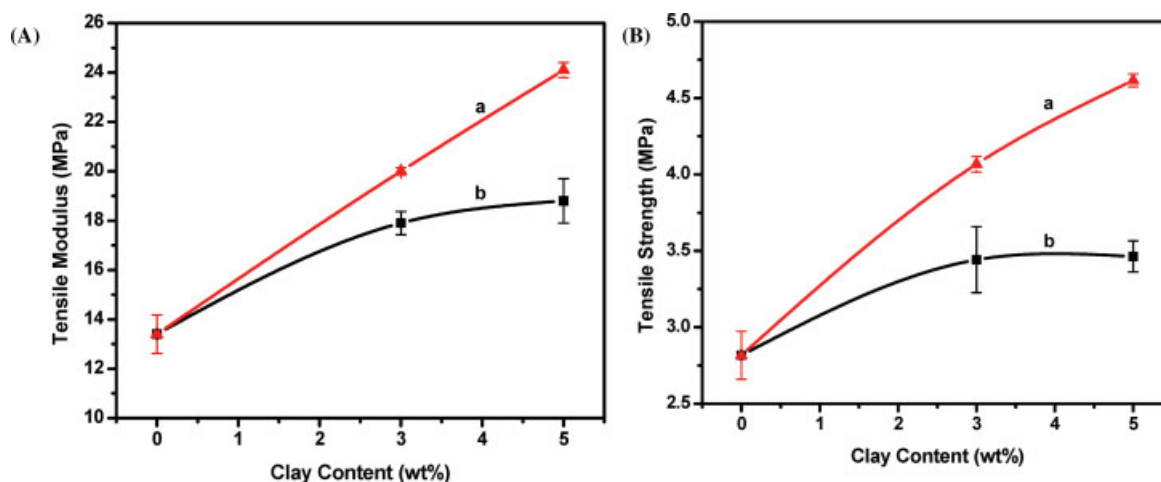 (A)
26
24
22
20
18
16
14
12
10
Tensile Modulus (MPa)
a
b
0 1 2 3 4 5
Clay Content (wt%)
(B)
5.0
4.5
4.0
3.5
3.0
2.5
Tensile Strength (MPa)
a
b
0 1 2 3 4 5
Clay Content (wt%)